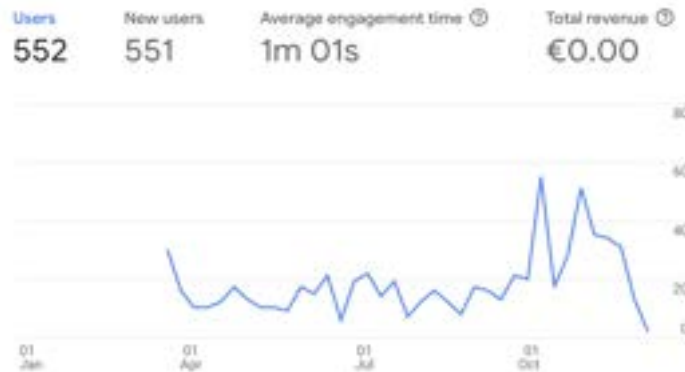 Users New users Average engagement time Total revenue
552 551 1m 01s €0.00
80
60
40
20
0
01 01 01 01
Jan Apr Jul Oct